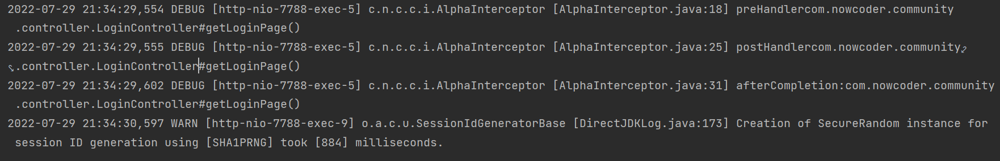 2022-07-29 21:34:29,554 DEBUG [http-nio-7788-exec-5] c.n.c.c.i.AlphaInterceptor [AlphaInterceptor.java:18] preHandlercom.nowcoder.community
.controller.LoginController#getLoginPage()
2022-07-29 21:34:29,555 DEBUG [http-nio-7788-exec-5] c.n.c.c.i.AlphaInterceptor [AlphaInterceptor.java:25] postHandlercom.nowcoder.community
.controller.LoginController#getLoginPage()
2022-07-29 21:34:29,602 DEBUG [http-nio-7788-exec-5] c.n.c.c.i.AlphaInterceptor [AlphaInterceptor.java:31] afterCompletion:com.nowcoder.community
.controller.LoginController#getLoginPage()
2022-07-29 21:34:30,597 WARN [http-nio-7788-exec-9] o.a.c.u.SessionIdGeneratorBase [DirectJDKLog.java:173] Creation of SecureRandom instance for
session ID generation using [SHA1PRNG] took [884] milliseconds.